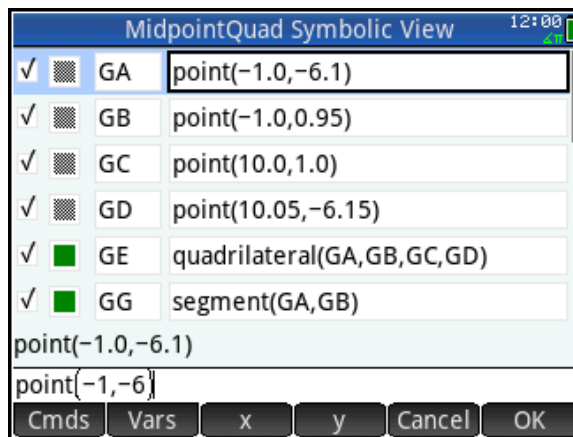 MidpointQuad Symbolic View 12:00
∡π
√ GA point(−1.0,−6.1)
√ GB point(−1.0,0.95)
√ GC point(10.0,1.0)
√ GD point(10.05,−6.15)
√ GE quadrilateral(GA,GB,GC,GD)
√ GG segment(GA,GB)
point(−1.0,−6.1)
point(−1,−6)
Cmds Vars x y Cancel OK